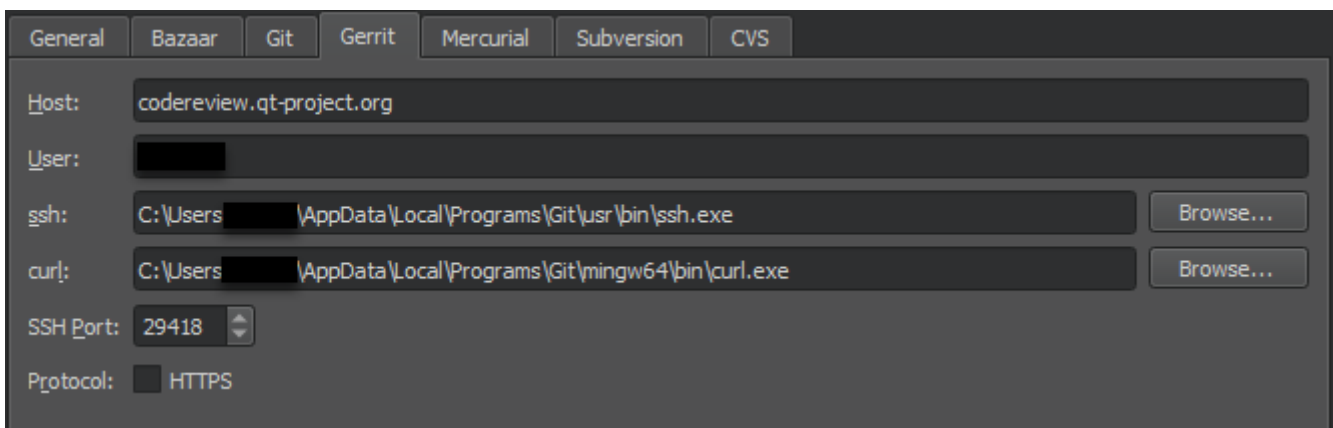 General Bazaar Git Gerrit Mercurial Subversion CVS
Host: codereview.qt-project.org
User:
ssh: C:\Users \AppData\Local\Programs\Git\usr\bin\ssh.exe Browse...
curl: C:\Users \AppData\Local\Programs\Git\mingw64\bin\curl.exe Browse...
SSH Port: 29418
Protocol: HTTPS